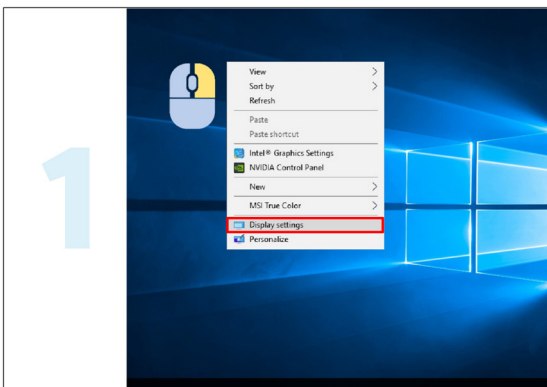 1
View
Sort by
Refresh
Paste
Paste shortcut
Intel® Graphics Settings
NVIDIA Control Panel
New
MSI True Color
Display settings
Personalize